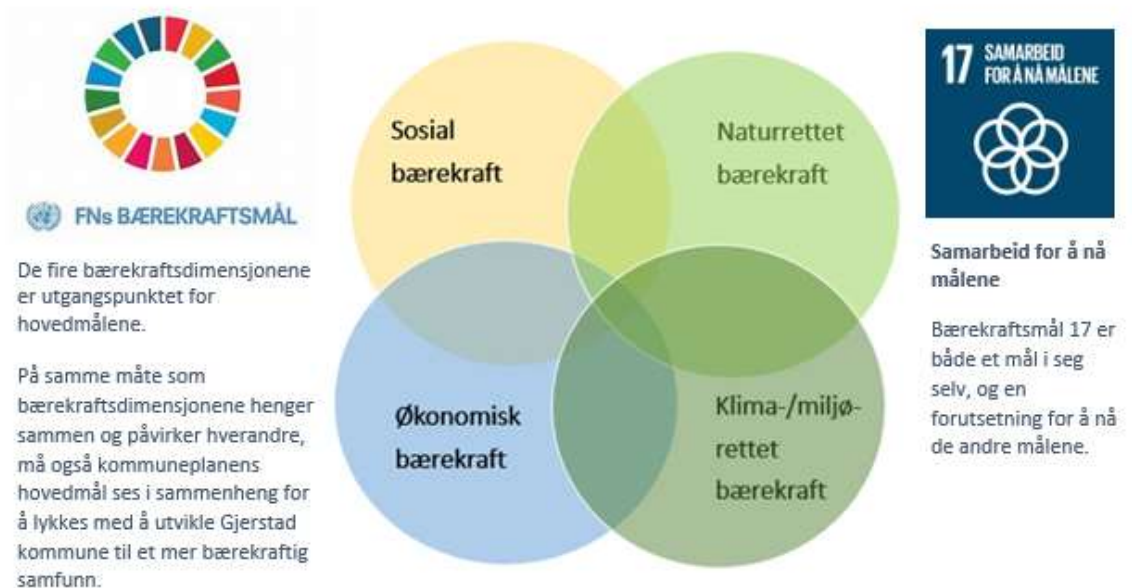 FNs BÆREKRAFTSMÅL
De fire bærekraftsdimensjonene
er utgangspunktet for
hovedmålene.
På samme måte som
bærekraftsdimensjonene henger
sammen og påvirker hverandre,
må også kommuneplanens
hovedmål ses i sammenheng for
å lykkes med å utvikle Gjerstad
kommune til et mer bærekraftig
samfunn.
Sosial
bærekraft
Naturrettet
bærekraft
Økonomisk
bærekraft
Klima-/miljø-
rettet
bærekraft
17 SAMARBEID
FOR Å NÅ MÅLENE
Samarbeid for å nå
målene
Bærekraftsmål 17 er
både et mål i seg
selv, og en
forutsetning for å nå
de andre målene.